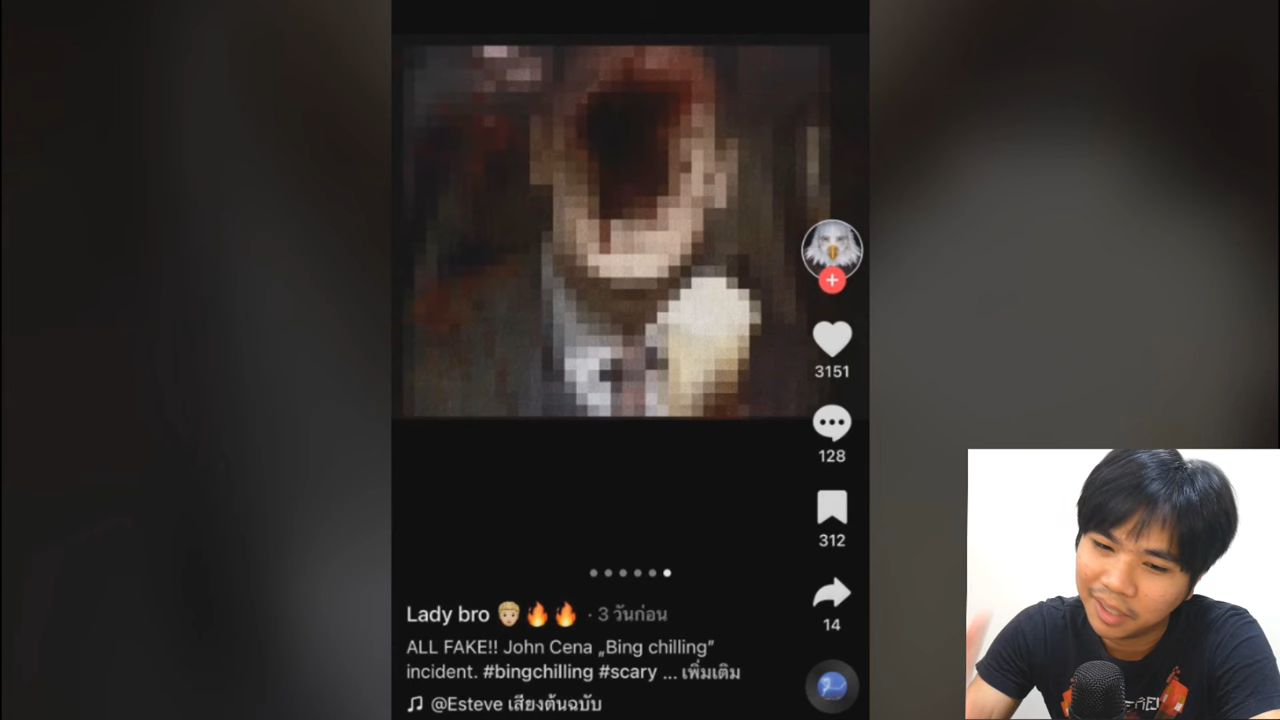 3151
128
312
14
Lady bro · 3 วันก่อน
ALL FAKE!! John Cena „Bing chilling”
incident. #bingchilling #scary ... เพิ่มเติม
@Esteve เสียงต้นฉบับ